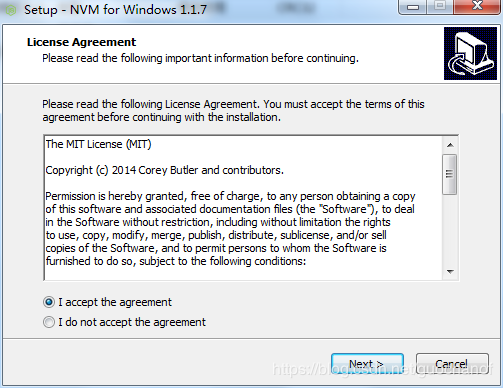 Setup - NVM for Windows 1.1.7
License Agreement
Please read the following important information before continuing.
Please read the following License Agreement. You must accept the terms of this
agreement before continuing with the installation.
The MIT License (MIT)
Copyright (c) 2014 Corey Butler and contributors.
Permission is hereby granted, free of charge, to any person obtaining a copy
of this software and associated documentation files (the "Software"), to deal
in the Software without restriction, including without limitation the rights
to use, copy, modify, merge, publish, distribute, sublicense, and/or sell
copies of the Software, and to permit persons to whom the Software is
furnished to do so, subject to the following conditions:
I accept the agreement
I do not accept the agreement
Next >
Cancel